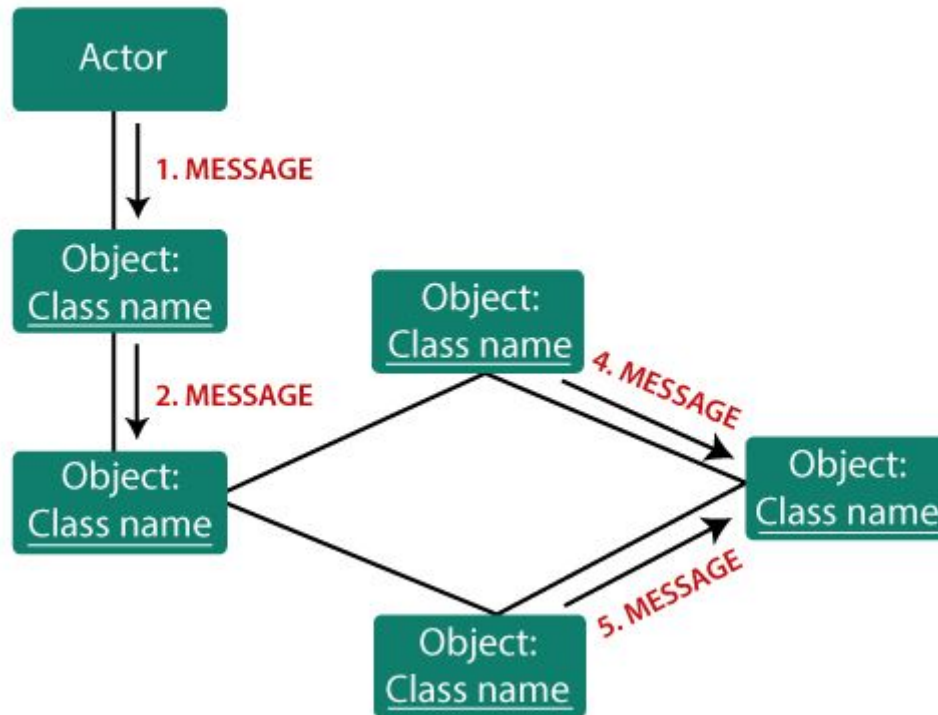 Actor
1. MESSAGE
Object:
Class name
2. MESSAGE
Object:
Class name
Object:
Class name
4. MESSAGE
Object:
Class name
5. MESSAGE
Object:
Class name